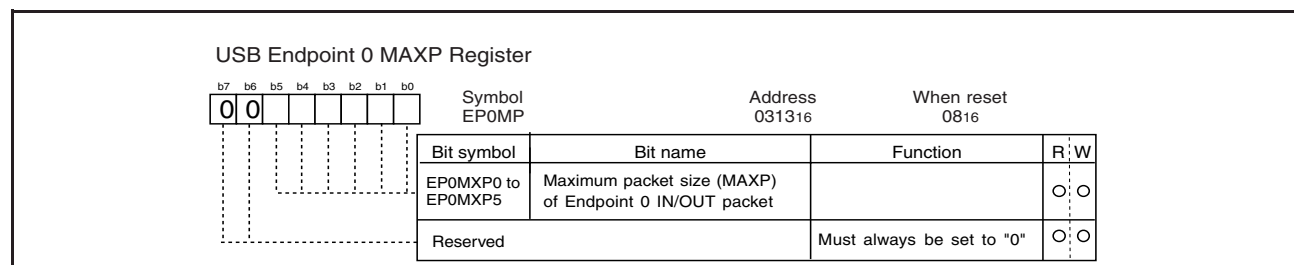 USB Endpoint 0 MAXP Register
b7 b6 b5 b4 b3 b2 b1 b0
0 0
Symbol Address When reset
EP0MP 031316 0816
Bit symbol Bit name Function R W
EP0MXP0 to Maximum packet size (MAXP)
EP0MXP5 of Endpoint 0 IN/OUT packet
Reserved Must always be set to "0"